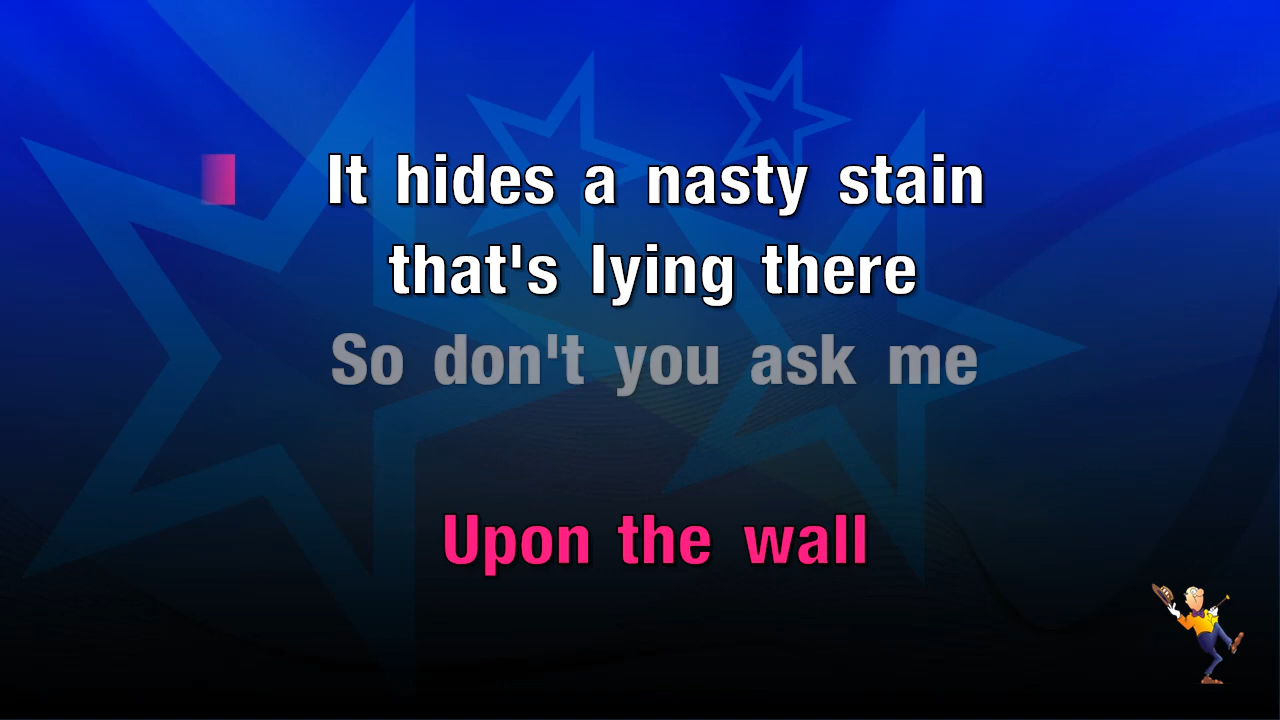 It hides a nasty stain
that's lying there
So don't you ask me
Upon the wall